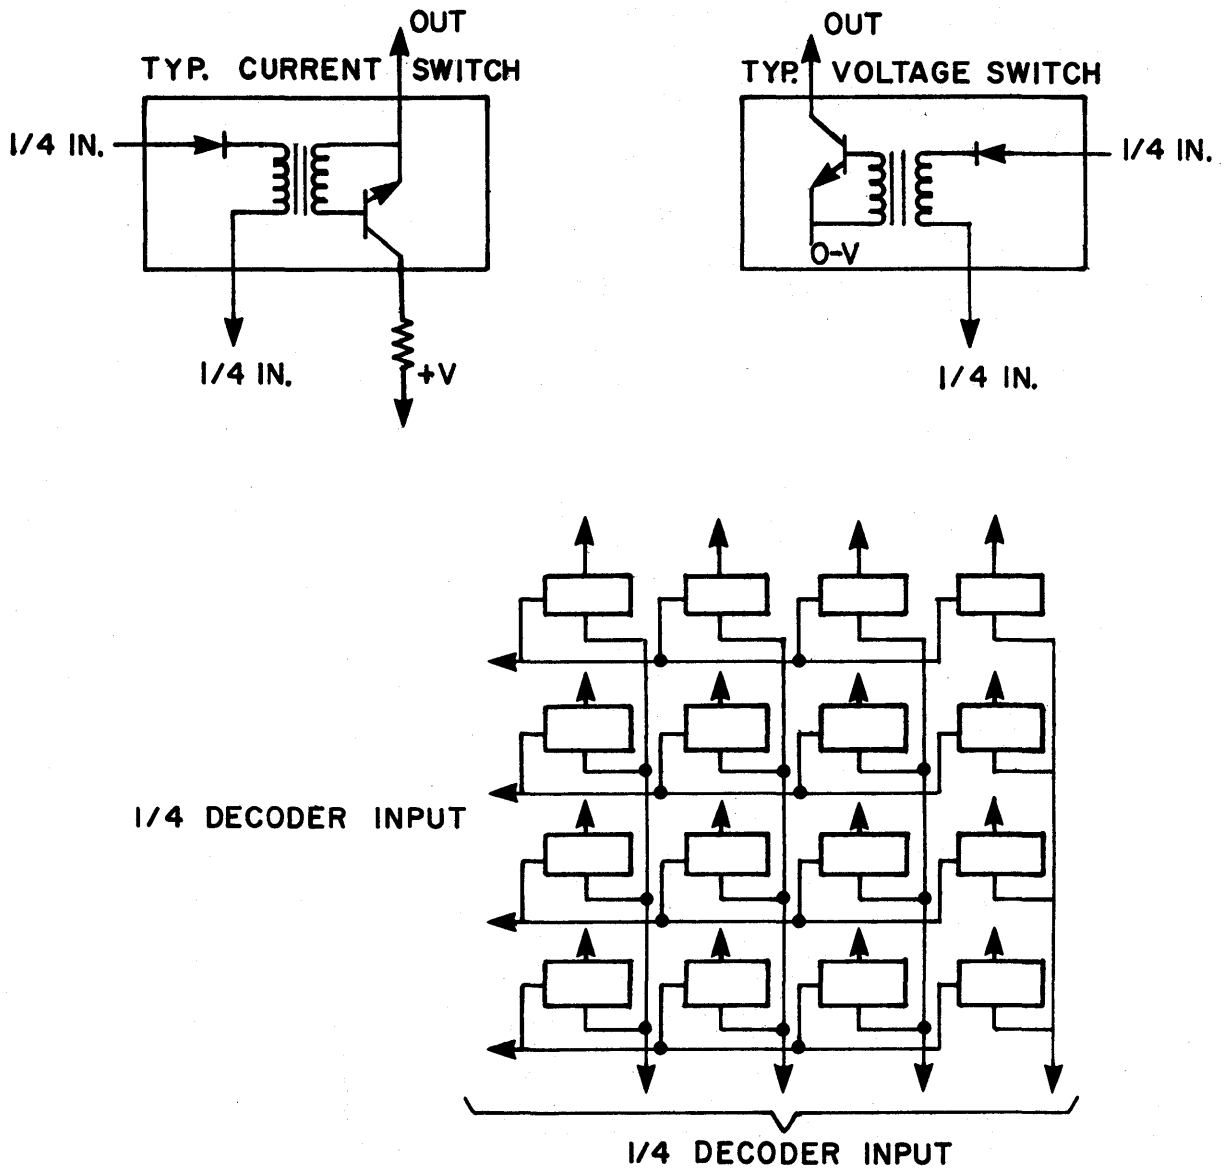 OUT
TYP. CURRENT SWITCH
1/4 IN.
1/4 IN.
+V
OUT
TYP. VOLTAGE SWITCH
1/4 IN.
O-V
1/4 IN.
1/4 DECODER INPUT
1/4 DECODER INPUT